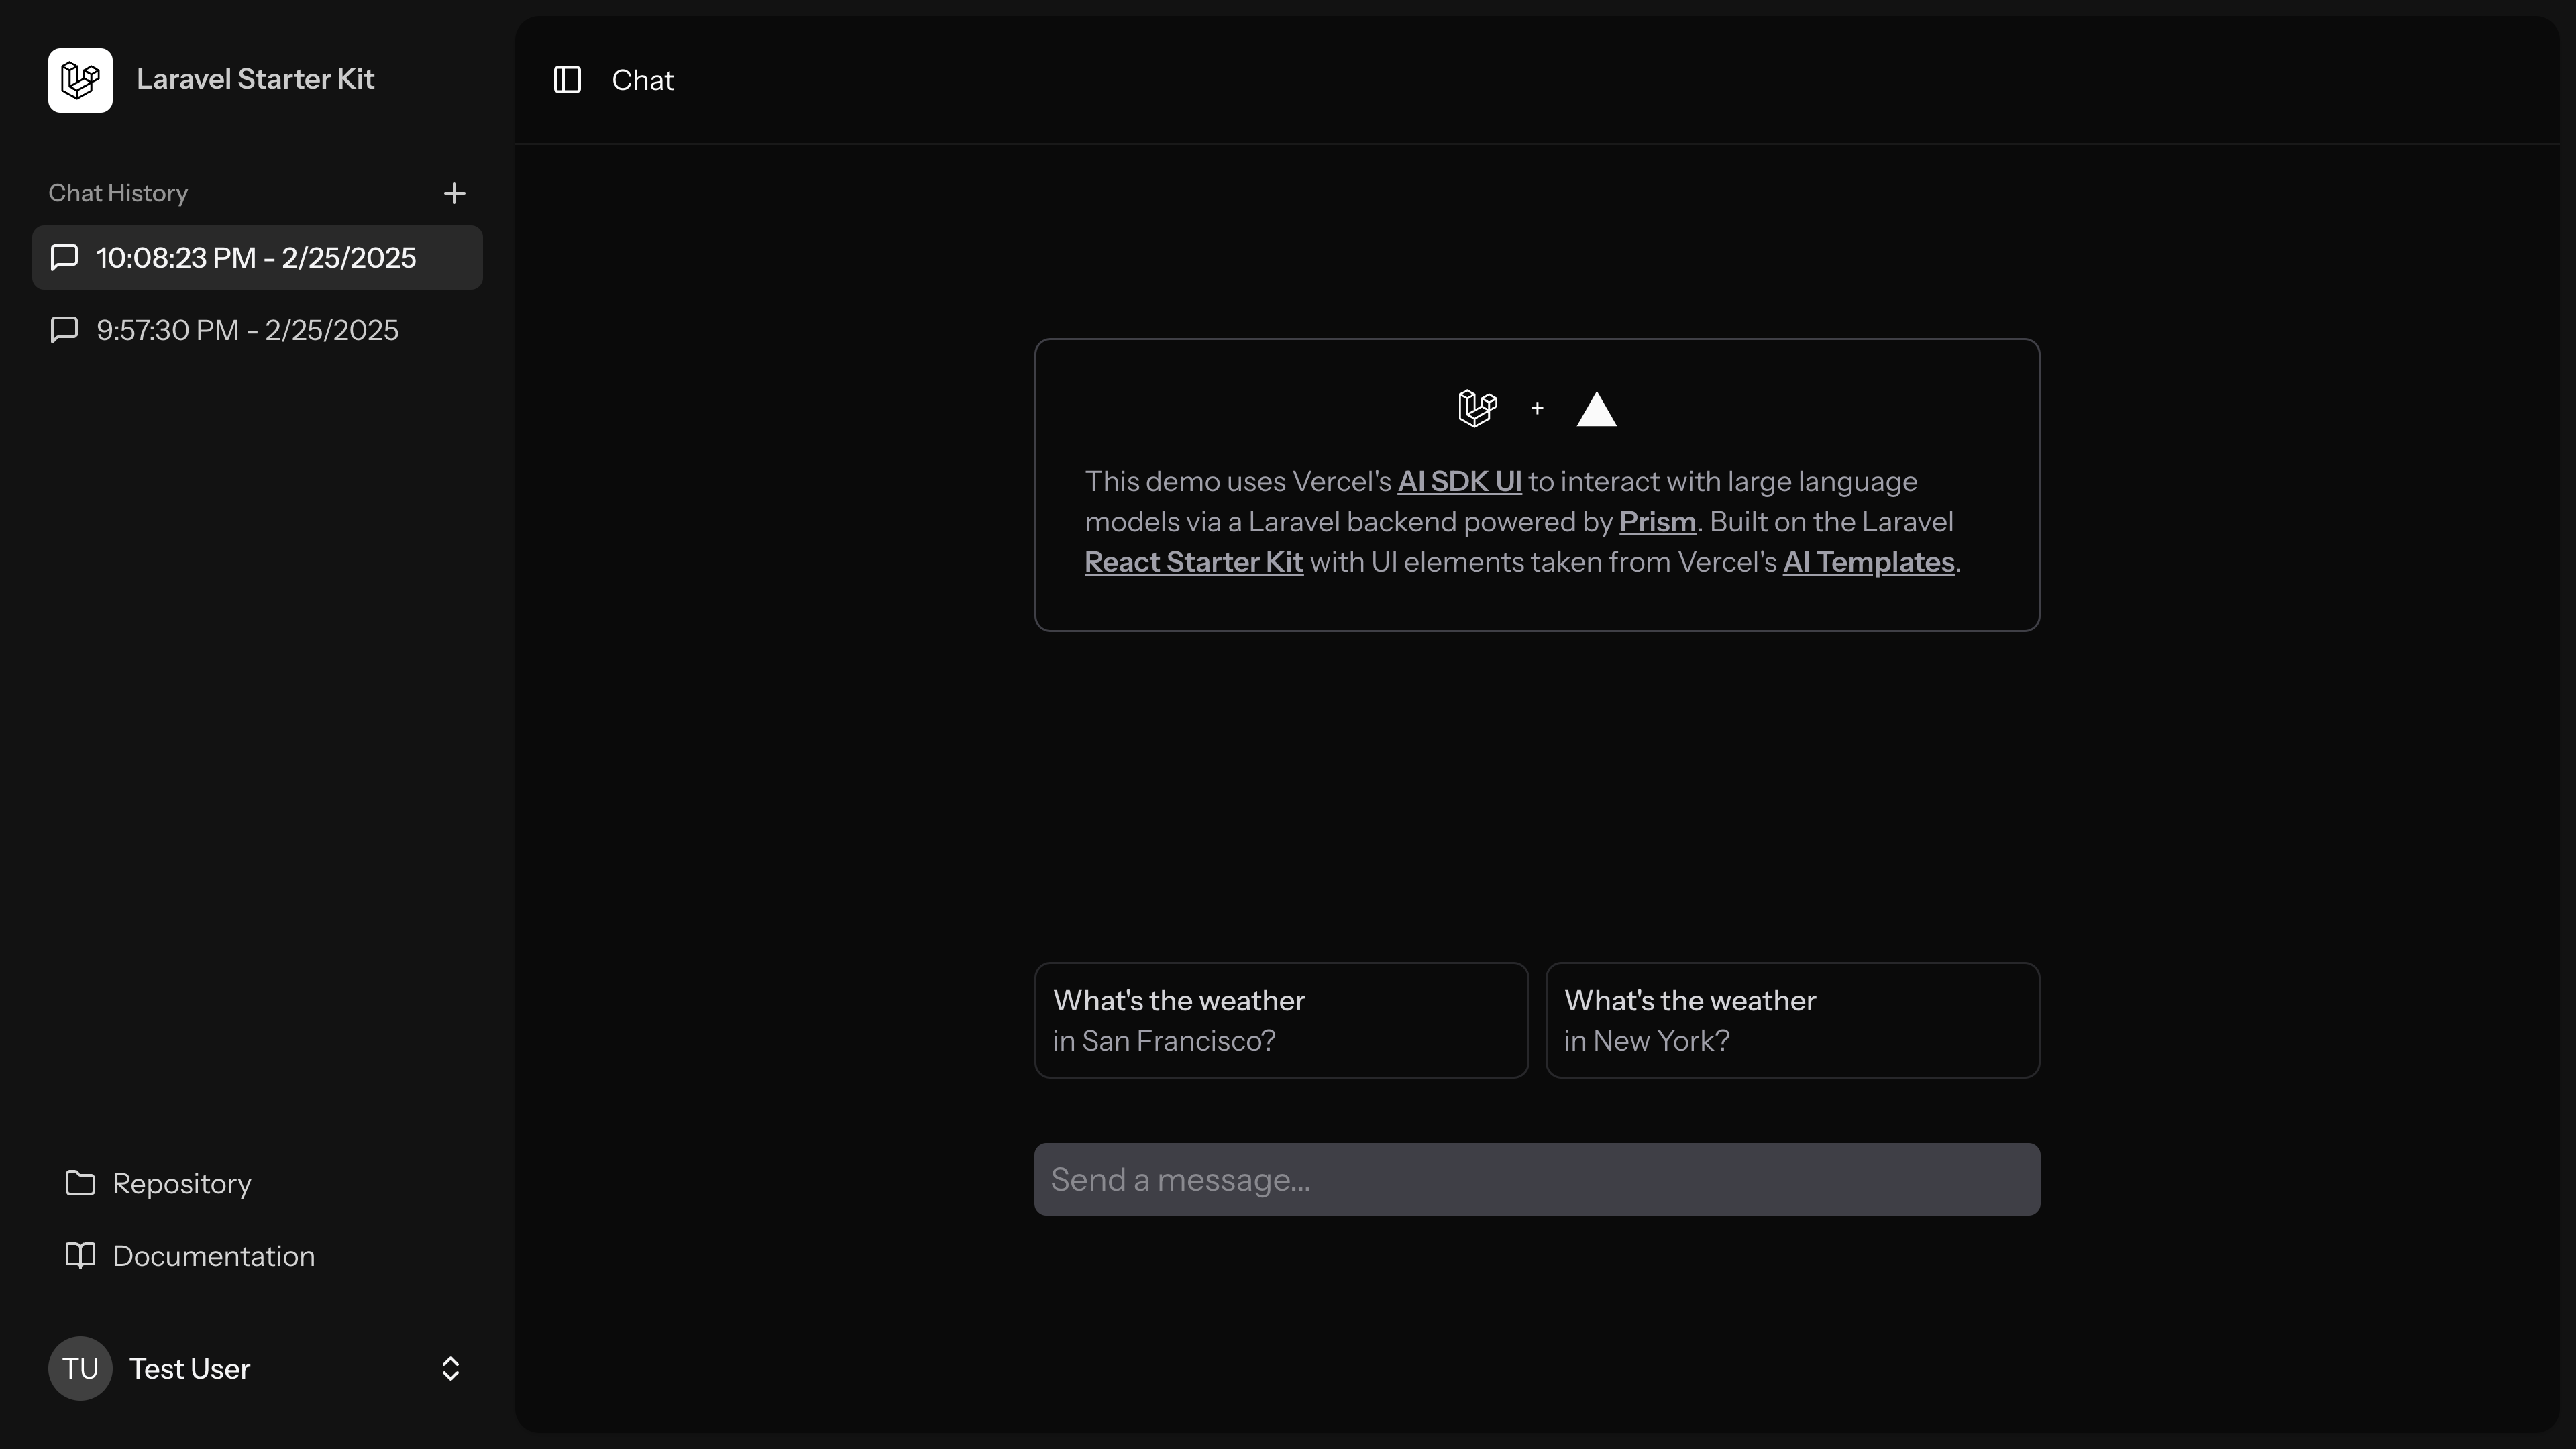 Laravel Starter Kit
Chat History
10:08:23 PM - 2/25/2025
9:57:30 PM - 2/25/2025
Repository
Documentation
TU
Test User
Chat
+
This demo uses Vercel's AI SDK UI to interact with large language
models via a Laravel backend powered by Prism. Built on the Laravel
React Starter Kit with UI elements taken from Vercel's AI Templates.
What's the weather
in San Francisco?
What's the weather
in New York?
Send a message...